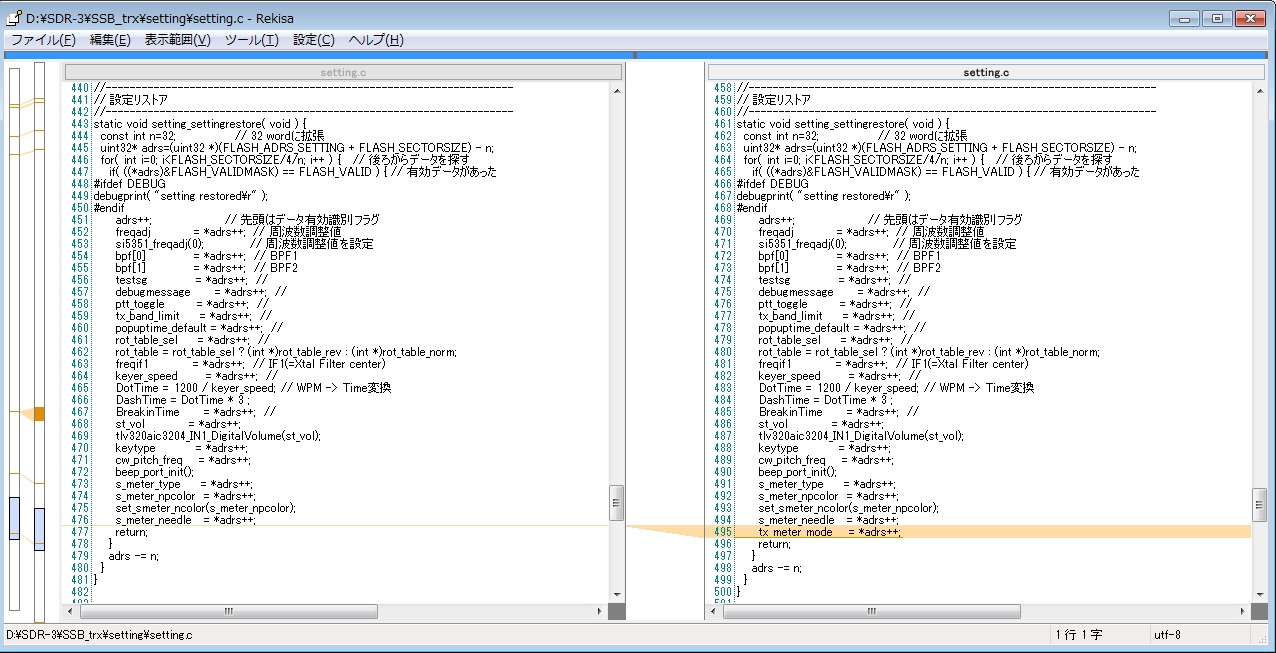 D:¥SDR-3¥SSB_trx¥setting¥setting.c - Rekisa
ファイル(F) 編集(E) 表示範囲(V) ツール(T) 設定(C) ヘルプ(H)
setting.c
440 //------------------------------------------------------------------------------
441 // 設定リストア
442 //------------------------------------------------------------------------------
443 static void setting_settingrestore( void ) {
444 const int n=32; // 32 wordに拡張
445 uint32* adrs=(uint32 *)(FLASH_ADRS_SETTING + FLASH_SECTORSIZE) - n;
446 for( int i=0; i<FLASH_SECTORSIZE/4/n; i++ ) { // 後ろからデータを探す
447 if( ((*adrs)&FLASH_VALIDMASK) == FLASH_VALID ) { // 有効データがあった
448 #ifdef DEBUG
449 debugprint( "setting restored¥r" );
450 #endif
451 adrs++; // 先頭はデータ有効識別フラグ
452 freqadj = *adrs++; // 周波数調整値
453 si5351_freqadj(0); // 周波数調整値を設定
454 bpf[0] = *adrs++; // BPF1
455 bpf[1] = *adrs++; // BPF2
456 testsg = *adrs++; //
457 debugmessage = *adrs++; //
458 ptt_toggle = *adrs++; //
459 tx_band_limit = *adrs++; //
460 popuptime_default = *adrs++; //
461 rot_table_sel = *adrs++; //
462 rot_table = rot_table_sel ? (int *)rot_table_rev : (int *)rot_table_norm;
463 freqif1 = *adrs++; // IF1(=Xtal Filter center)
464 keyer_speed = *adrs++; //
465 DotTime = 1200 / keyer_speed; // WPM -> Time変換
466 DashTime = DotTime * 3 ;
467 BreakinTime = *adrs++; //
468 st_vol = *adrs++;
469 tlv320aic3204_IN1_DigitalVolume(st_vol);
470 keytype = *adrs++;
471 cw_pitch_freq = *adrs++;
472 beep_port_init();
473 s_meter_type = *adrs++;
474 s_meter_npcolor = *adrs++;
475 set_smeter_ncolor(s_meter_npcolor);
476 s_meter_needle = *adrs++;
477 return;
478 }
479 adrs -= n;
480 }
481 }
482
setting.c
458 //------------------------------------------------------------------------------
459 // 設定リストア
460 //------------------------------------------------------------------------------
461 static void setting_settingrestore( void ) {
462 const int n=32; // 32 wordに拡張
463 uint32* adrs=(uint32 *)(FLASH_ADRS_SETTING + FLASH_SECTORSIZE) - n;
464 for( int i=0; i<FLASH_SECTORSIZE/4/n; i++ ) { // 後ろからデータを探す
465 if( ((*adrs)&FLASH_VALIDMASK) == FLASH_VALID ) { // 有効データがあった
466 #ifdef DEBUG
467 debugprint( "setting restored¥r" );
468 #endif
469 adrs++; // 先頭はデータ有効識別フラグ
470 freqadj = *adrs++; // 周波数調整値
471 si5351_freqadj(0); // 周波数調整値を設定
472 bpf[0] = *adrs++; // BPF1
473 bpf[1] = *adrs++; // BPF2
474 testsg = *adrs++; //
475 debugmessage = *adrs++; //
476 ptt_toggle = *adrs++; //
477 tx_band_limit = *adrs++; //
478 popuptime_default = *adrs++; //
479 rot_table_sel = *adrs++; //
480 rot_table = rot_table_sel ? (int *)rot_table_rev : (int *)rot_table_norm;
481 freqif1 = *adrs++; // IF1(=Xtal Filter center)
482 keyer_speed = *adrs++; //
483 DotTime = 1200 / keyer_speed; // WPM -> Time変換
484 DashTime = DotTime * 3 ;
485 BreakinTime = *adrs++; //
486 st_vol = *adrs++;
487 tlv320aic3204_IN1_DigitalVolume(st_vol);
488 keytype = *adrs++;
489 cw_pitch_freq = *adrs++;
490 beep_port_init();
491 s_meter_type = *adrs++;
492 s_meter_npcolor = *adrs++;
493 set_smeter_ncolor(s_meter_npcolor);
494 s_meter_needle = *adrs++;
495 tx_meter_mode = *adrs++;
496 return;
497 }
498 adrs -= n;
499 }
500 }
D:¥SDR-3¥SSB_trx¥setting¥setting.c 1 行 1 字 utf-8